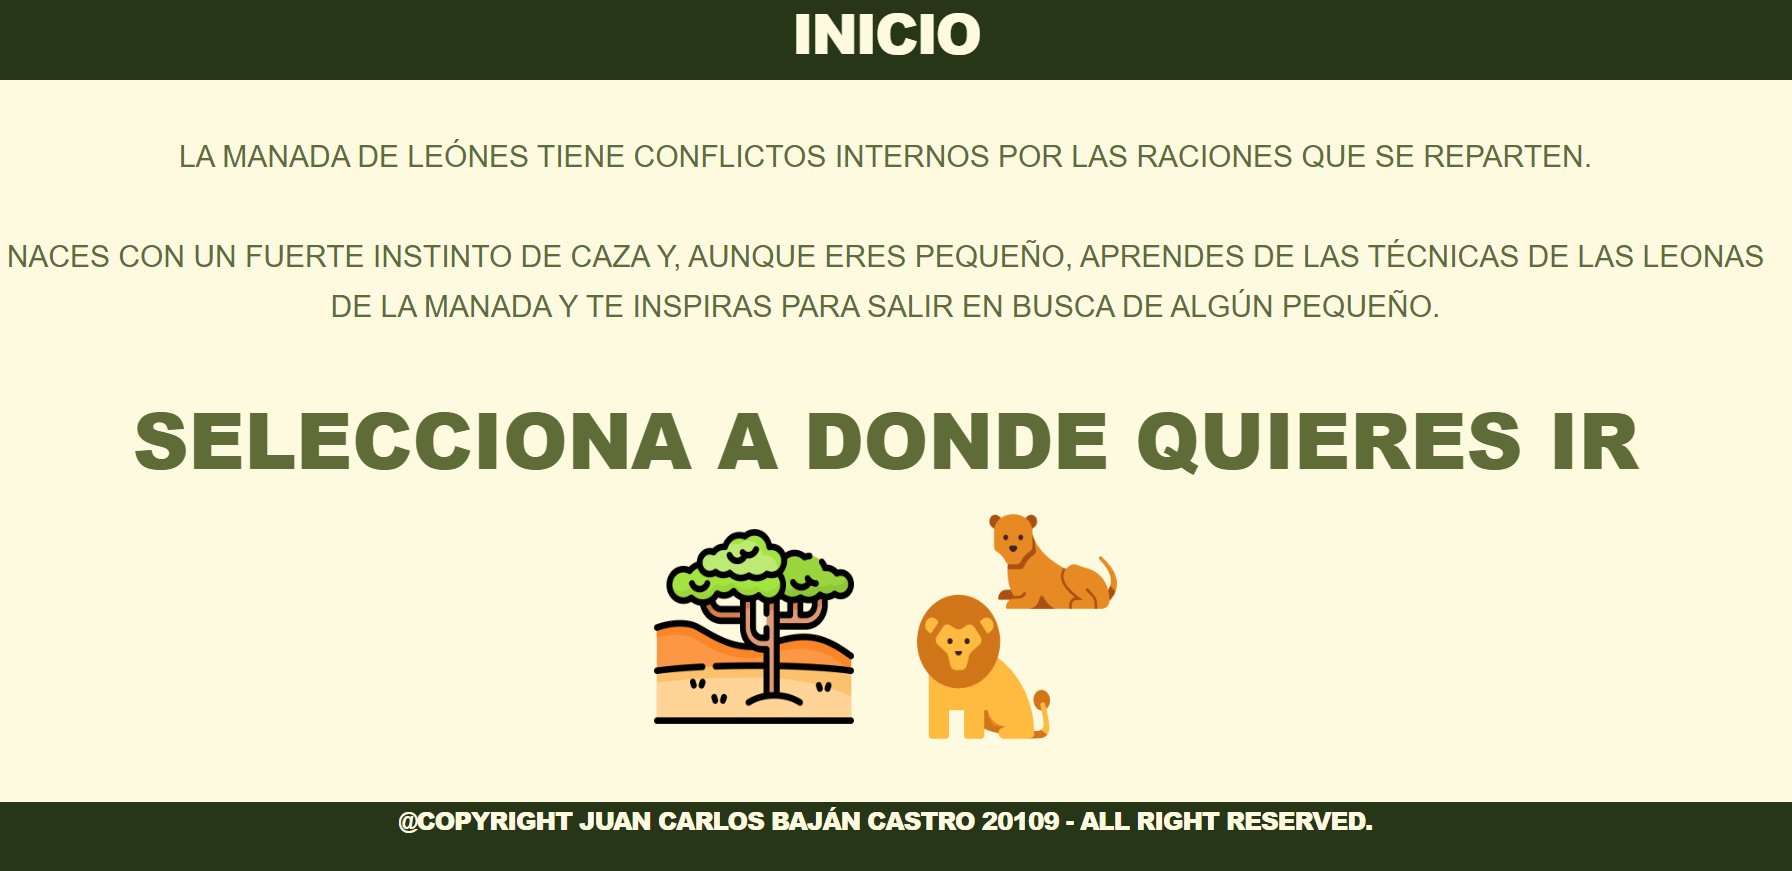 INICIO
LA MANADA DE LEÓNES TIENE CONFLICTOS INTERNOS POR LAS RACIONES QUE SE REPARTEN.
NACES CON UN FUERTE INSTINTO DE CAZA Y, AUNQUE ERES PEQUEÑO, APRENDES DE LAS TÉCNICAS DE LAS LEONAS
DE LA MANADA Y TE INSPIRAS PARA SALIR EN BUSCA DE ALGÚN PEQUEÑO.
SELECCIONA A DONDE QUIERES IR
@COPYRIGHT JUAN CARLOS BAJÁN CASTRO 20109 - ALL RIGHT RESERVED.